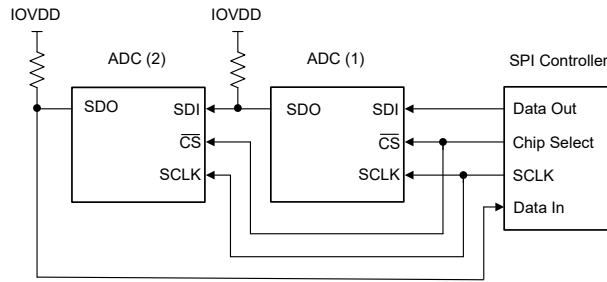 IOVDD
IOVDD
ADC (2)
ADC (1)
SPI Controller
SDO
SDI
CS
SCLK
SDO
SDI
CS
SCLK
Data Out
Chip Select
SCLK
Data In